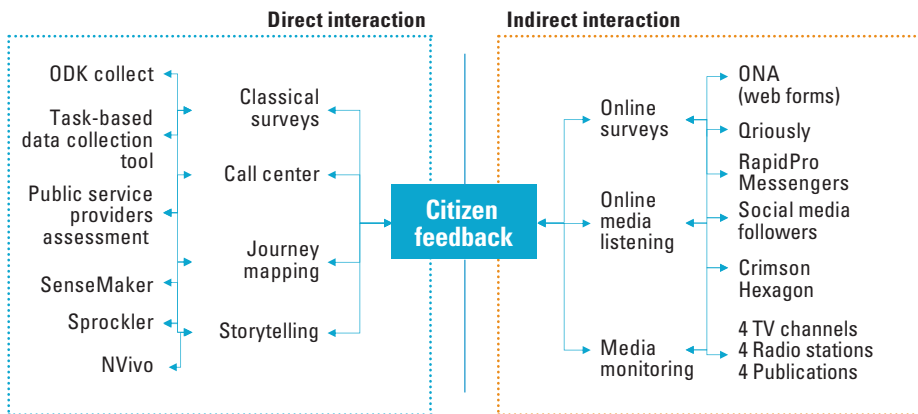 Direct interaction
Indirect interaction
ODK collect
Task-based
data collection
tool
Public service
providers
assessment
SenseMaker
Sprockler
NVivo
Classical
surveys
Call center
Journey
mapping
Storytelling
Citizen
feedback
Online
surveys
Online
media
listening
Media
monitoring
ONA
(web forms)
Qriously
RapidPro
Messengers
Social media
followers
Crimson
Hexagon
4 TV channels
4 Radio stations
4 Publications